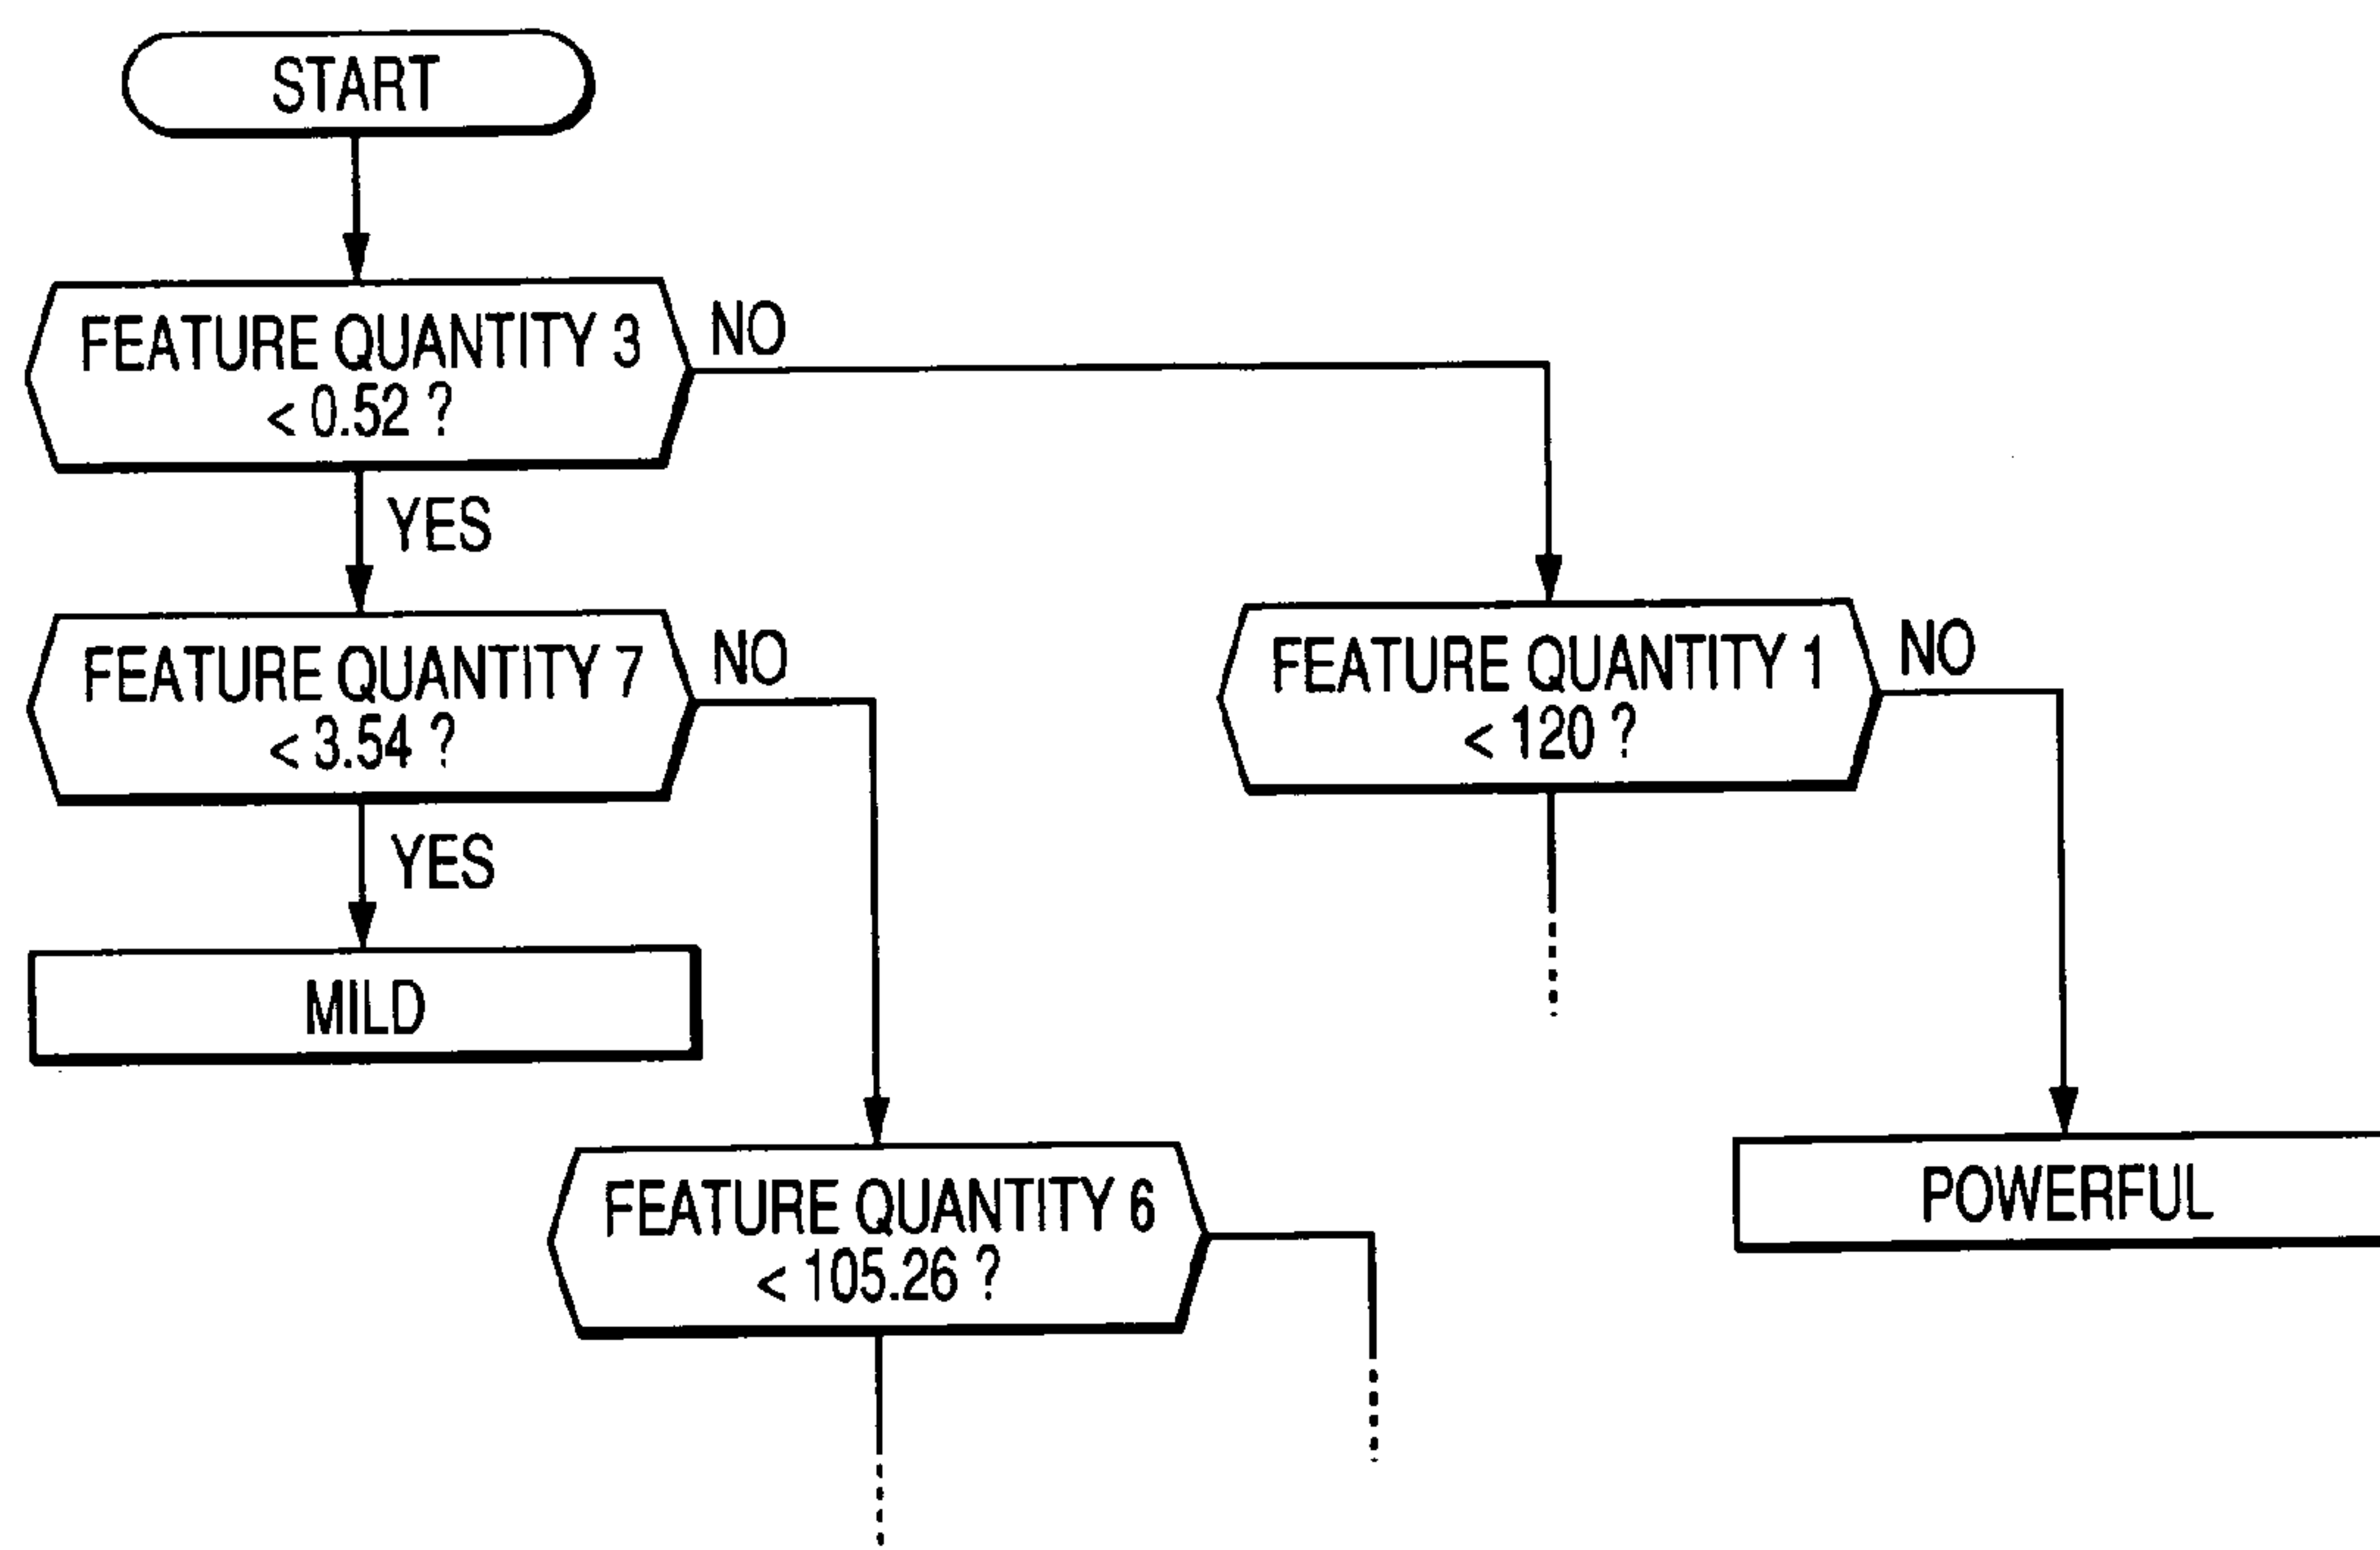 START
FEATURE QUANTITY 3
< 0.52 ?
NO
YES
FEATURE QUANTITY 7
< 3.54 ?
NO
FEATURE QUANTITY 1
< 120 ?
NO
YES
MILD
FEATURE QUANTITY 6
< 105.26 ?
POWERFUL